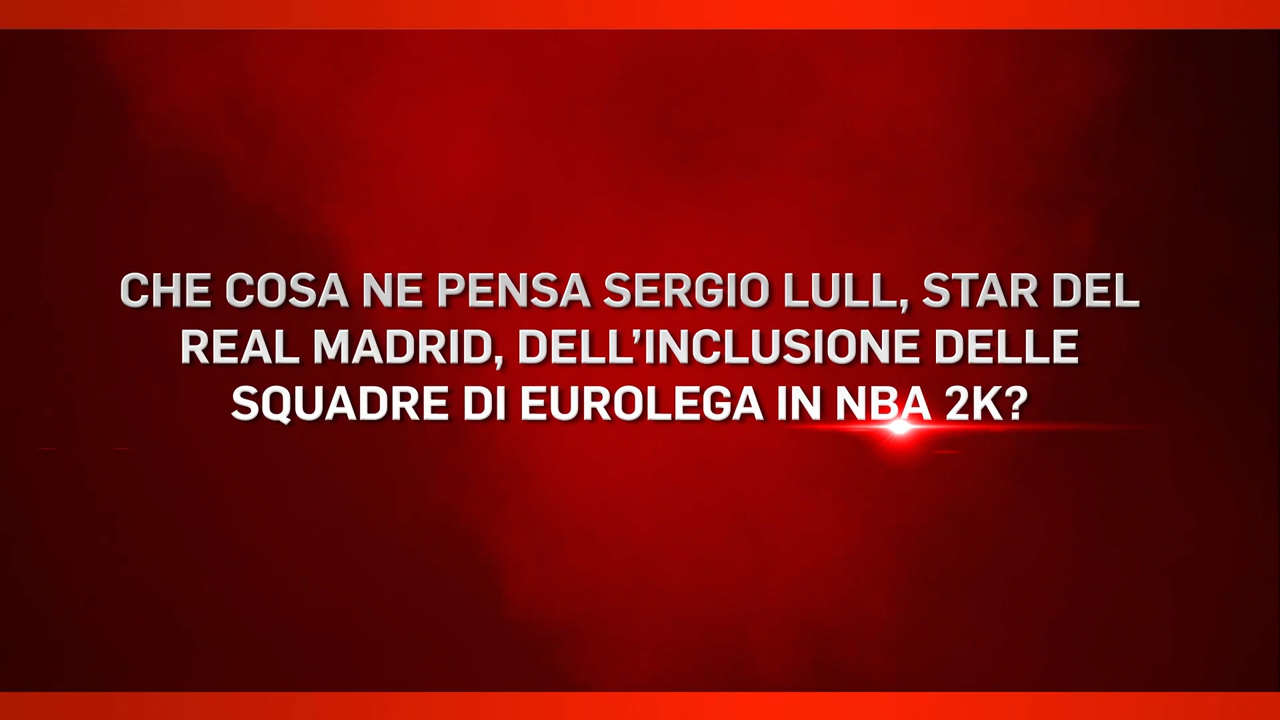 CHE COSA NE PENSA SERGIO LULL, STAR DEL
REAL MADRID, DELL’INCLUSIONE DELLE
SQUADRE DI EUROLEGA IN NBA 2K?